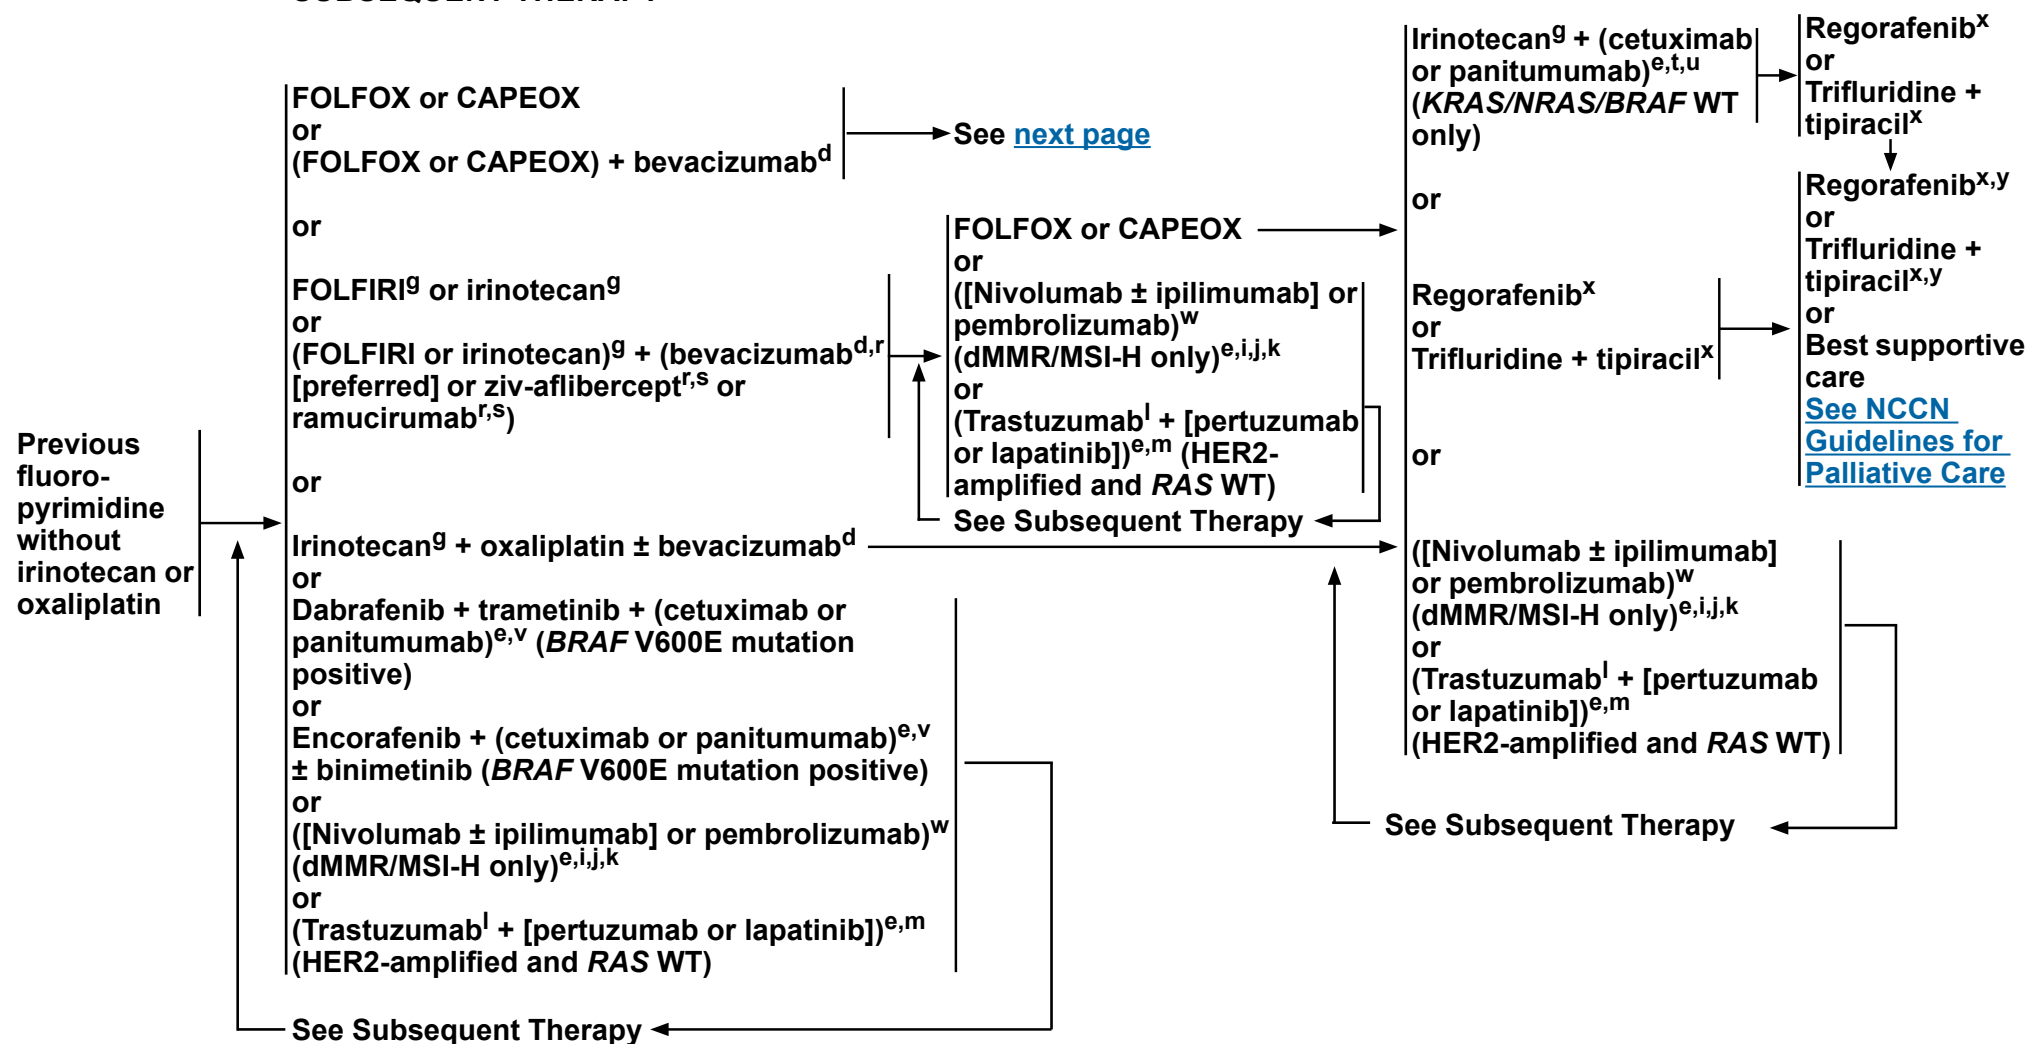 SUBSEQUENT THERAPY
Previous
fluoro-
pyrimidine
without
irinotecan or
oxaliplatin
FOLFOX or CAPEOX
or
(FOLFOX or CAPEOX) + bevacizumabᵈ
or
FOLFIRIᵍ or irinotecanᵍ
or
(FOLFIRI or irinotecan)ᵍ + (bevacizumabᵈ,ʳ
[preferred] or ziv-afliberceptʳ,ˢ or
ramucirumabʳ,ˢ)
or
Irinotecanᵍ + oxaliplatin ± bevacizumabᵈ
or
Dabrafenib + trametinib + (cetuximab or
panitumumab)ᵉ,ᵛ (BRAF V600E mutation
positive)
or
Encorafenib + (cetuximab or panitumumab)ᵉ,ᵛ
± binimetinib (BRAF V600E mutation positive)
or
([Nivolumab ± ipilimumab] or pembrolizumab)ʷ
(dMMR/MSI-H only)ᵉ,ⁱ,ʲ,ᵏ
or
(Trastuzumabˡ + [pertuzumab or lapatinib])ᵉ,ᵐ
(HER2-amplified and RAS WT)
See Subsequent Therapy
See next page
FOLFOX or CAPEOX
or
([Nivolumab ± ipilimumab] or
pembrolizumab)ʷ
(dMMR/MSI-H only)ᵉ,ⁱ,ʲ,ᵏ
or
(Trastuzumabˡ + [pertuzumab
or lapatinib])ᵉ,ᵐ (HER2-
amplified and RAS WT)
See Subsequent Therapy
Irinotecanᵍ + (cetuximab
or panitumumab)ᵉ,ᵗ,ᵘ
(KRAS/NRAS/BRAF WT
only)
or
Regorafenibˣ
or
Trifluridine + tipiracilˣ
or
([Nivolumab ± ipilimumab]
or pembrolizumab)ʷ
(dMMR/MSI-H only)ᵉ,ⁱ,ʲ,ᵏ
or
(Trastuzumabˡ + [pertuzumab
or lapatinib])ᵉ,ᵐ
(HER2-amplified and RAS WT)
See Subsequent Therapy
Regorafenibˣ
or
Trifluridine +
tipiracilˣ
Regorafenibˣ,ʸ
or
Trifluridine +
tipiracilˣ,ʸ
or
Best supportive
care
See NCCN
Guidelines for
Palliative Care